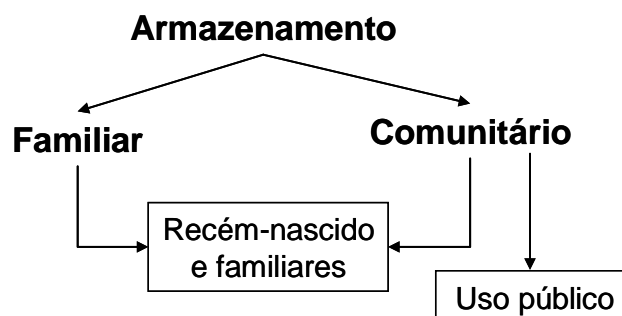 Armazenamento
Familiar
Comunitário
Recém-nascido
e familiares
Uso público